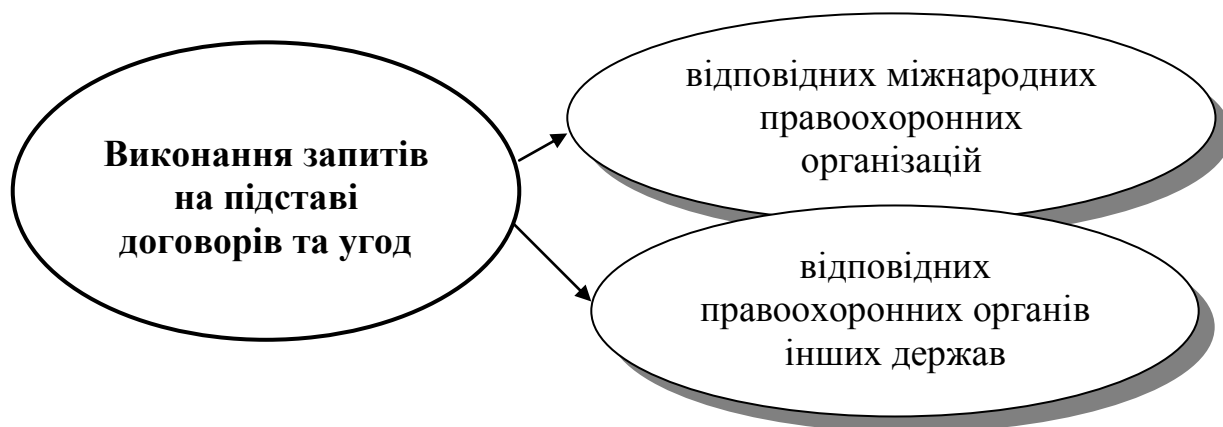 Виконання запитів
на підставі
договорів та угод
відповідних міжнародних
правоохоронних
організацій
відповідних
правоохоронних органів
інших держав